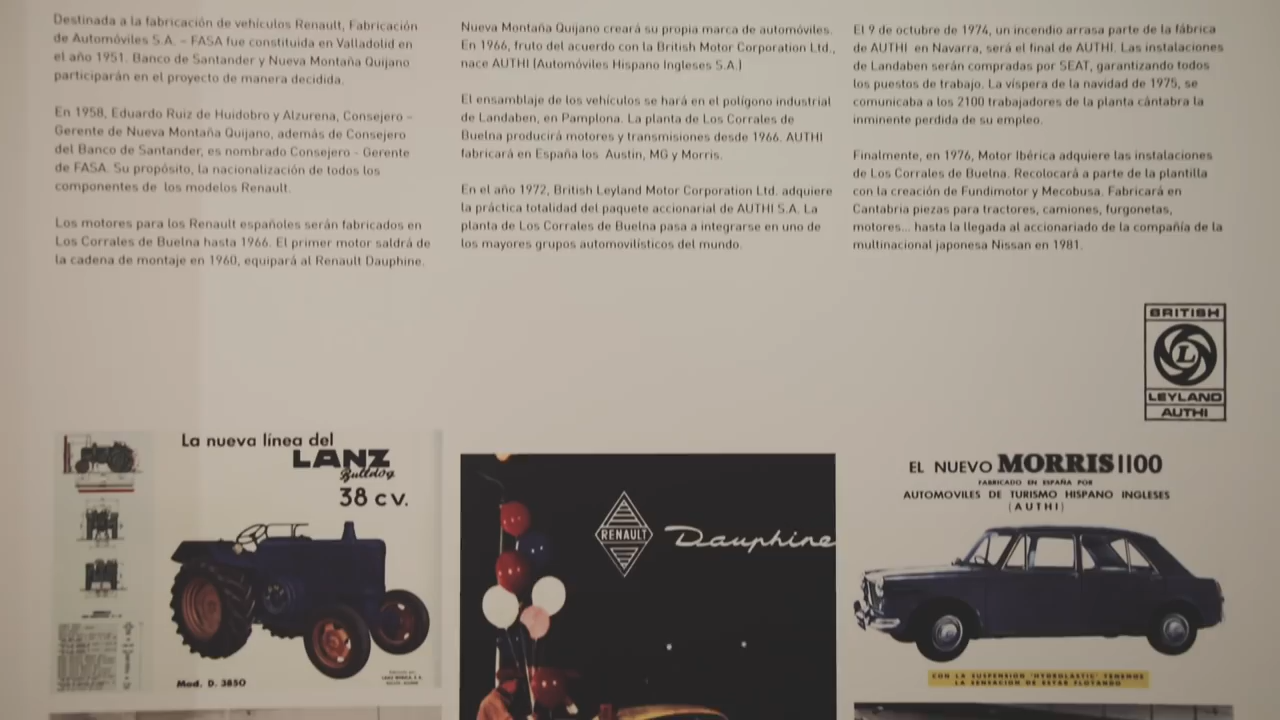 Destinada a la fabricación de vehículos Renault, Fabricación
de Automóviles S.A. – FASA fue constituida en Valladolid en
el año 1951. Banco de Santander y Nueva Montaña Quijano
participarán en el proyecto de manera decidida.
En 1958, Eduardo Ruiz de Huidobro y Alzurena, Consejero –
Gerente de Nueva Montaña Quijano, además de Consejero
del Banco de Santander, es nombrado Consejero - Gerente
de FASA. Su propósito, la nacionalización de todos los
componentes de los modelos Renault.
Los motores para los Renault españoles serán fabricados en
Los Corrales de Buelna hasta 1966. El primer motor saldrá de
la cadena de montaje en 1960, equipará al Renault Dauphine.
Nueva Montaña Quijano creará su propia marca de automóviles.
En 1966, fruto del acuerdo con la British Motor Corporation Ltd.,
nace AUTHI (Automóviles Hispano Ingleses S.A.)
El ensamblaje de los vehículos se hará en el polígono industrial
de Landaben, en Pamplona. La planta de Los Corrales de
Buelna producirá motores y transmisiones desde 1966. AUTHI
fabricará en España los Austin, MG y Morris.
En el año 1972, British Leyland Motor Corporation Ltd. adquiere
la práctica totalidad del paquete accionarial de AUTHI S.A. La
planta de Los Corrales de Buelna pasa a integrarse en uno de
los mayores grupos automovilísticos del mundo.
El 9 de octubre de 1974, un incendio arrasa parte de la fábrica
de AUTHI en Navarra, será el final de AUTHI. Las instalaciones
de Landaben serán compradas por SEAT, garantizando todos
los puestos de trabajo. La víspera de la navidad de 1975, se
comunicaba a los 2100 trabajadores de la planta cántabra la
inminente perdida de su empleo.
Finalmente, en 1976, Motor Ibérica adquiere las instalaciones
de Los Corrales de Buelna. Recolocará a parte de la plantilla
con la creación de Fundimotor y Mecobusa. Fabricará en
Cantabria piezas para tractores, camiones, furgonetas,
motores... hasta la llegada al accionariado de la compañía de la
multinacional japonesa Nissan en 1981.
BRITISH
L
LEYLAND
AUTHI
La nueva línea del
LANZ
Bulldog
38 cv.
Mod. D. 3850
RENAULT
Dauphine
EL NUEVO MORRIS 1100
FABRICADO EN ESPAÑA POR
AUTOMOVILES DE TURISMO HISPANO INGLESES
(AUTHI)
CON LA SUSPENSIÓN "HYDROLASTIC" TENEMOS
LA SENSACION DE ESTAR FLOTANDO